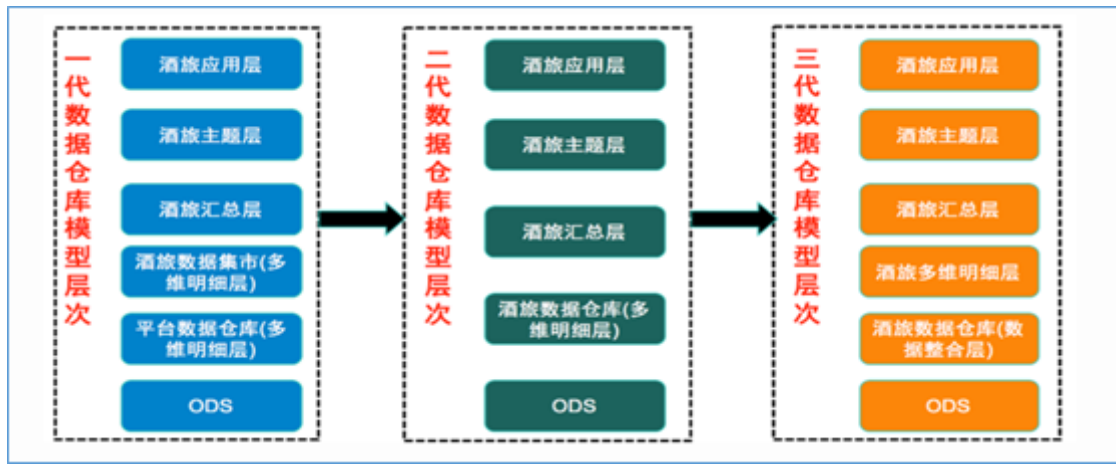 一代数据仓库模型层次
酒旅应用层
酒旅主题层
酒旅汇总层
酒旅数据集市(多
维明细层)
平台数据仓库(多
维明细层)
ODS
二代数据仓库模型层次
酒旅应用层
酒旅主题层
酒旅汇总层
酒旅数据仓库(多
维明细层)
ODS
三代数据仓库模型层次
酒旅应用层
酒旅主题层
酒旅汇总层
酒旅多维明细层
酒旅数据仓库(数
据整合层)
ODS